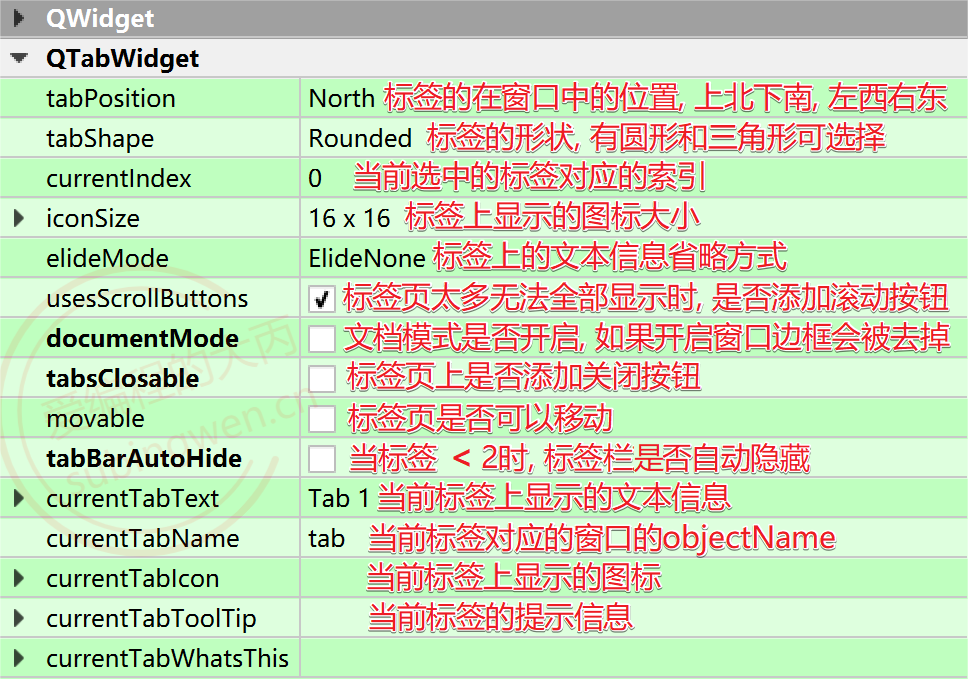 QWidget
QTabWidget
tabPosition North 标签的在窗口中的位置, 上北下南, 左西右东
tabShape Rounded 标签的形状, 有圆形和三角形可选择
currentIndex 0 当前选中的标签对应的索引
iconSize 16 x 16 标签上显示的图标大小
elideMode ElideNone 标签上的文本信息省略方式
usesScrollButtons 标签页太多无法全部显示时, 是否添加滚动按钮
documentMode 文档模式是否开启, 如果开启窗口边框会被去掉
tabsClosable 标签页上是否添加关闭按钮
movable 标签页是否可以移动
tabBarAutoHide 当标签 < 2时, 标签栏是否自动隐藏
currentTabText Tab 1 当前标签上显示的文本信息
currentTabName tab 当前标签对应的窗口的objectName
currentTabIcon 当前标签上显示的图标
currentTabToolTip 当前标签的提示信息
currentTabWhatsThis
爱编程的大丙
subingwen.cn